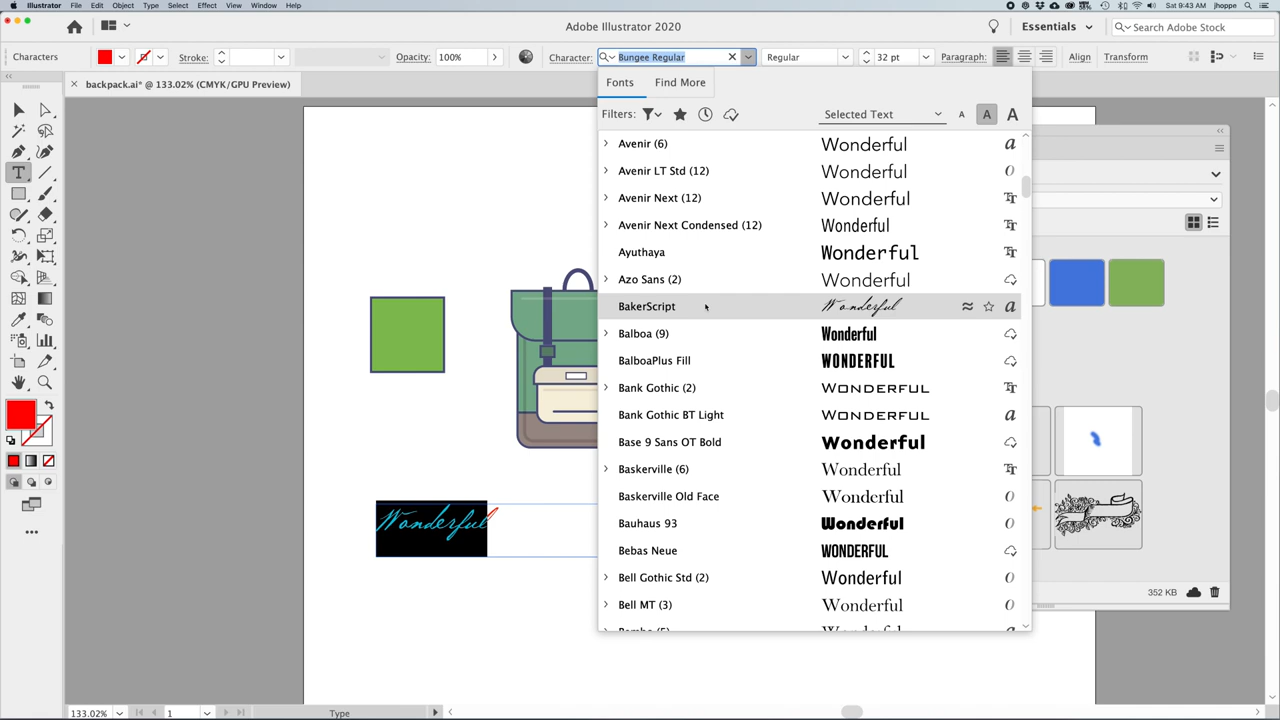 Illustrator File Edit Object Type Select Effect View Window Help Sat 9:43 AM jhoppe
Adobe Illustrator 2020 Essentials Search Adobe Stock
Characters Stroke: Opacity: 100% Character: Bungee Regular Regular 32 pt Paragraph: Align Transform
backpack.ai* @ 133.02% (CMYK/GPU Preview)
Fonts Find More
Filters: Selected Text A A A
Avenir (6) Wonderful
Avenir LT Std (12) Wonderful
Avenir Next (12) Wonderful
Avenir Next Condensed (12) Wonderful
Ayuthaya Wonderful
Azo Sans (2) Wonderful
BakerScript Wonderful
Balboa (9) Wonderful
BalboaPlus Fill WONDERFUL
Bank Gothic (2) WONDERFUL
Bank Gothic BT Light WONDERFUL
Base 9 Sans OT Bold Wonderful
Baskerville (6) Wonderful
Baskerville Old Face Wonderful
Bauhaus 93 Wonderful
Bebas Neue WONDERFUL
Bell Gothic Std (2) Wonderful
Bell MT (3) Wonderful
Wonderful
352 KB
133.02% 1 Type